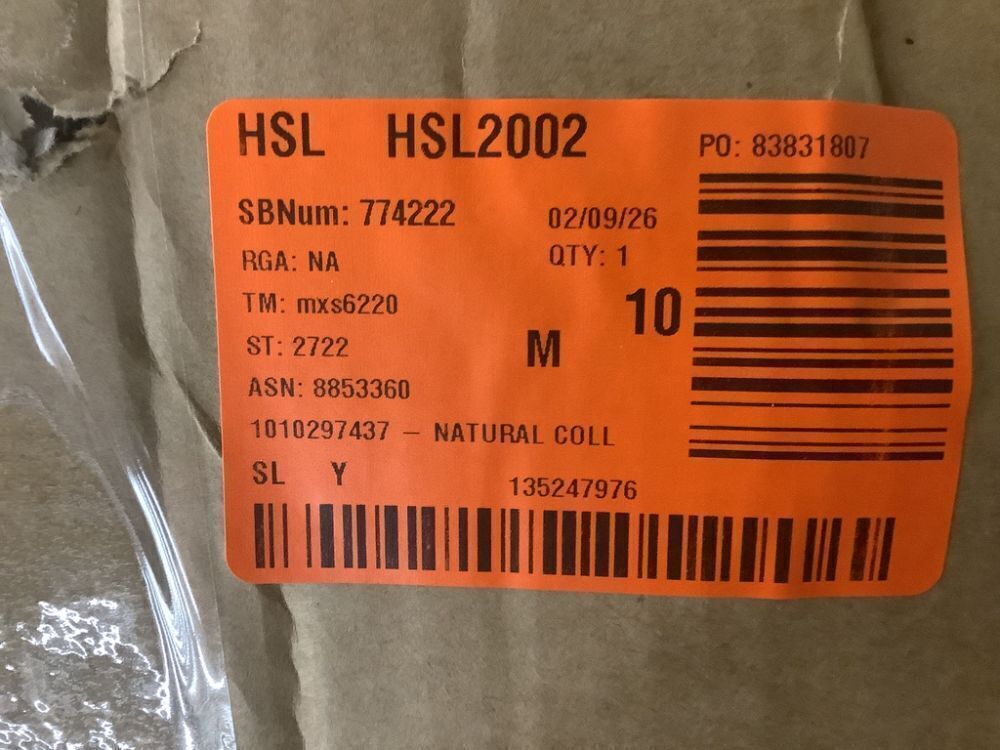 HSL HSL2002
PO: 83831807
SBNum: 774222 02/09/26
RGA: NA QTY: 1
TM: mxs6220 10
ST: 2722 M
ASN: 8853360
1010297437 – NATURAL COLL
SL Y 135247976